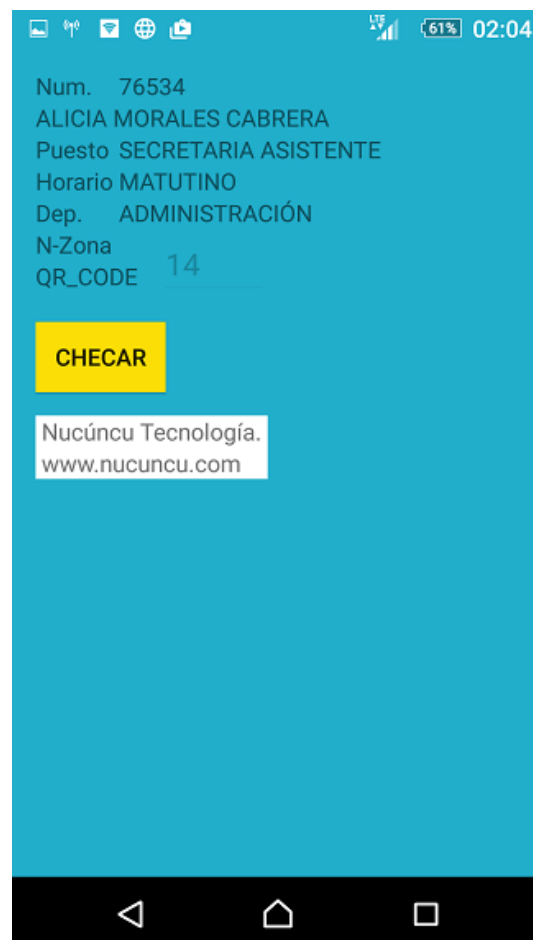 LTE 61% 02:04
Num. 76534
ALICIA MORALES CABRERA
Puesto SECRETARIA ASISTENTE
Horario MATUTINO
Dep. ADMINISTRACIÓN
N-Zona
QR_CODE 14
CHECAR
Nucúncu Tecnología.
www.nucuncu.com